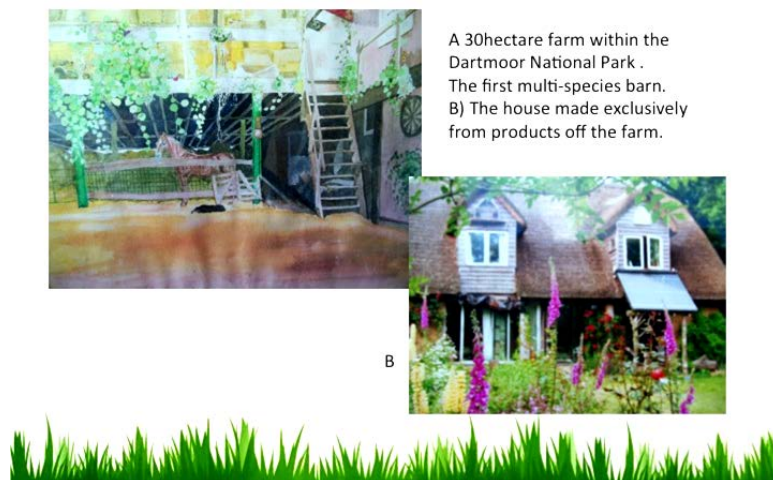 A 30hectare farm within the
Dartmoor National Park .
The first multi-species barn.
B) The house made exclusively
from products off the farm.
B